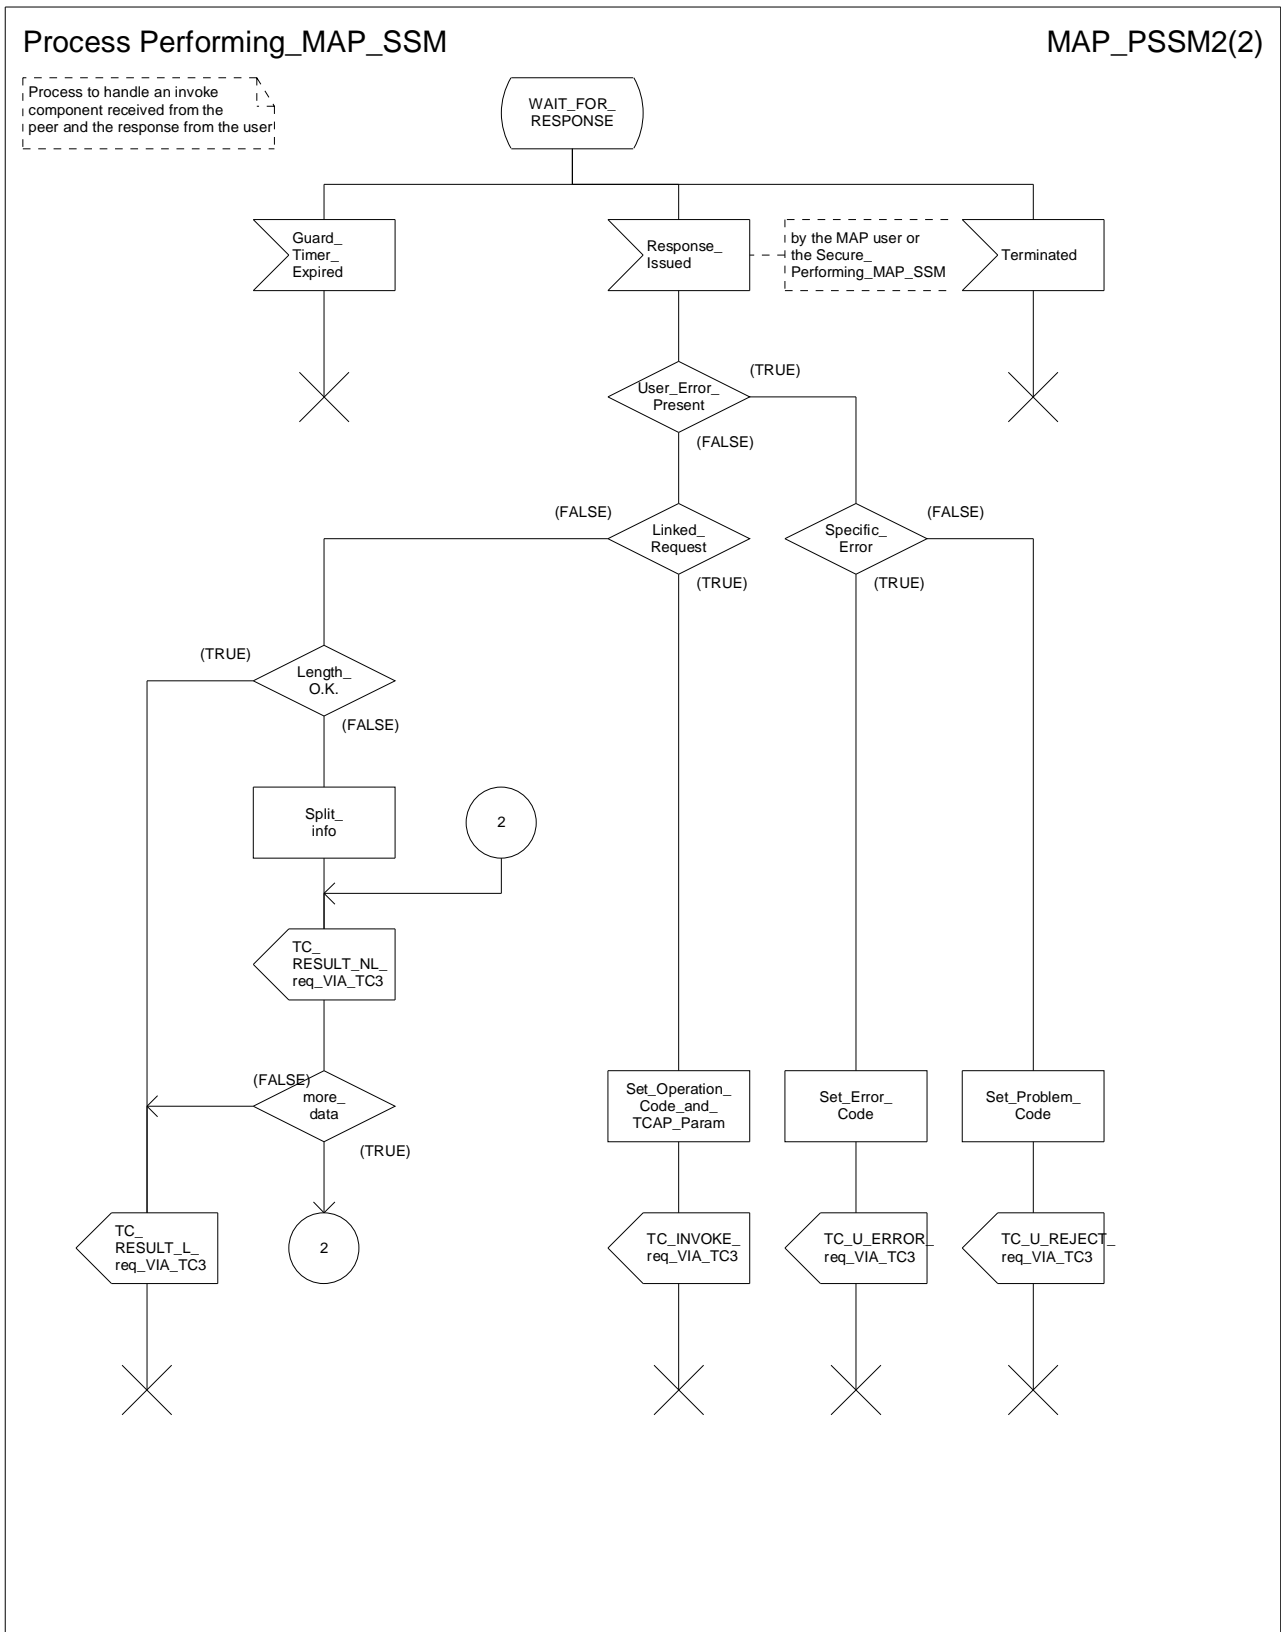 Process Performing_MAP_SSM
MAP_PSSM2(2)
Process to handle an invoke
component received from the
peer and the response from the user
WAIT_FOR_
RESPONSE
Guard_
Timer_
Expired
Response_
Issued
by the MAP user or
the Secure_
Performing_MAP_SSM
Terminated
User_Error_
Present
(TRUE)
(FALSE)
(FALSE)
Linked_
Request
(TRUE)
Specific_
Error
(FALSE)
(TRUE)
(TRUE)
Length_
O.K.
(FALSE)
Split_
info
2
TC_
RESULT_NL_
req_VIA_TC3
(FALSE)
more_
data
(TRUE)
Set_Operation_
Code_and_
TCAP_Param
Set_Error_
Code
Set_Problem_
Code
TC_
RESULT_L_
req_VIA_TC3
2
TC_INVOKE_
req_VIA_TC3
TC_U_ERROR_
req_VIA_TC3
TC_U_REJECT_
req_VIA_TC3